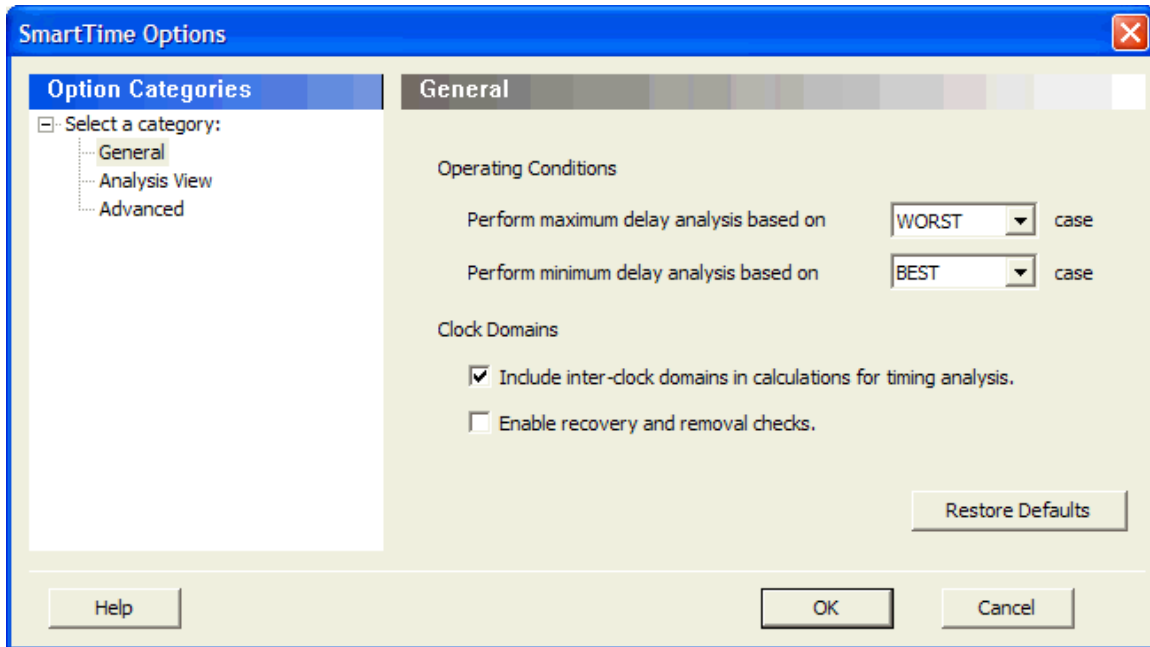 SmartTime Options
Option Categories
Select a category:
General
Analysis View
Advanced
General
Operating Conditions
Perform maximum delay analysis based on WORST case
Perform minimum delay analysis based on BEST case
Clock Domains
Include inter-clock domains in calculations for timing analysis.
Enable recovery and removal checks.
Restore Defaults
Help OK Cancel